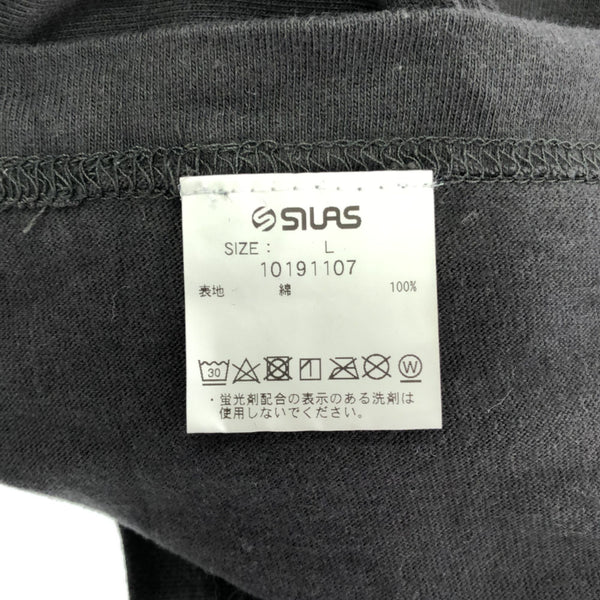 SILAS
SIZE : L
10191107
表地 綿 100%
30 W
・蛍光剤配合の表示のある洗剤は
使用しないでください。